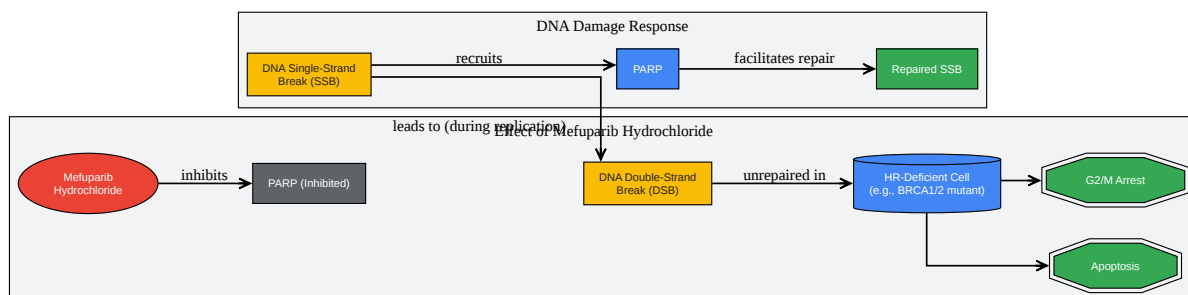 DNA Damage Response
DNA Single-Strand
Break (SSB)
recruits
PARP
facilitates repair
Repaired SSB
leads to (during replication)
Effect of Mefuparib Hydrochloride
Mefuparib
Hydrochloride
inhibits
PARP (Inhibited)
DNA Double-Strand
Break (DSB)
unrepaired in
HR-Deficient Cell
(e.g., BRCA1/2 mutant)
G2/M Arrest
Apoptosis